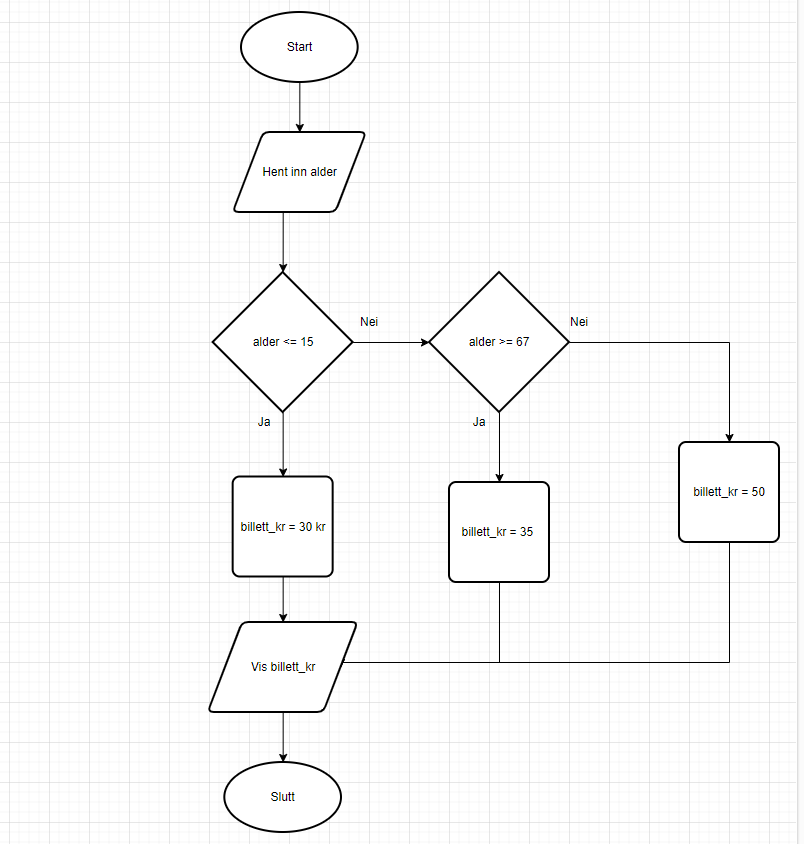 Start
Hent inn alder
alder <= 15
Nei
alder >= 67
Nei
Ja
Ja
billett_kr = 30 kr
billett_kr = 35
billett_kr = 50
Vis billett_kr
Slutt